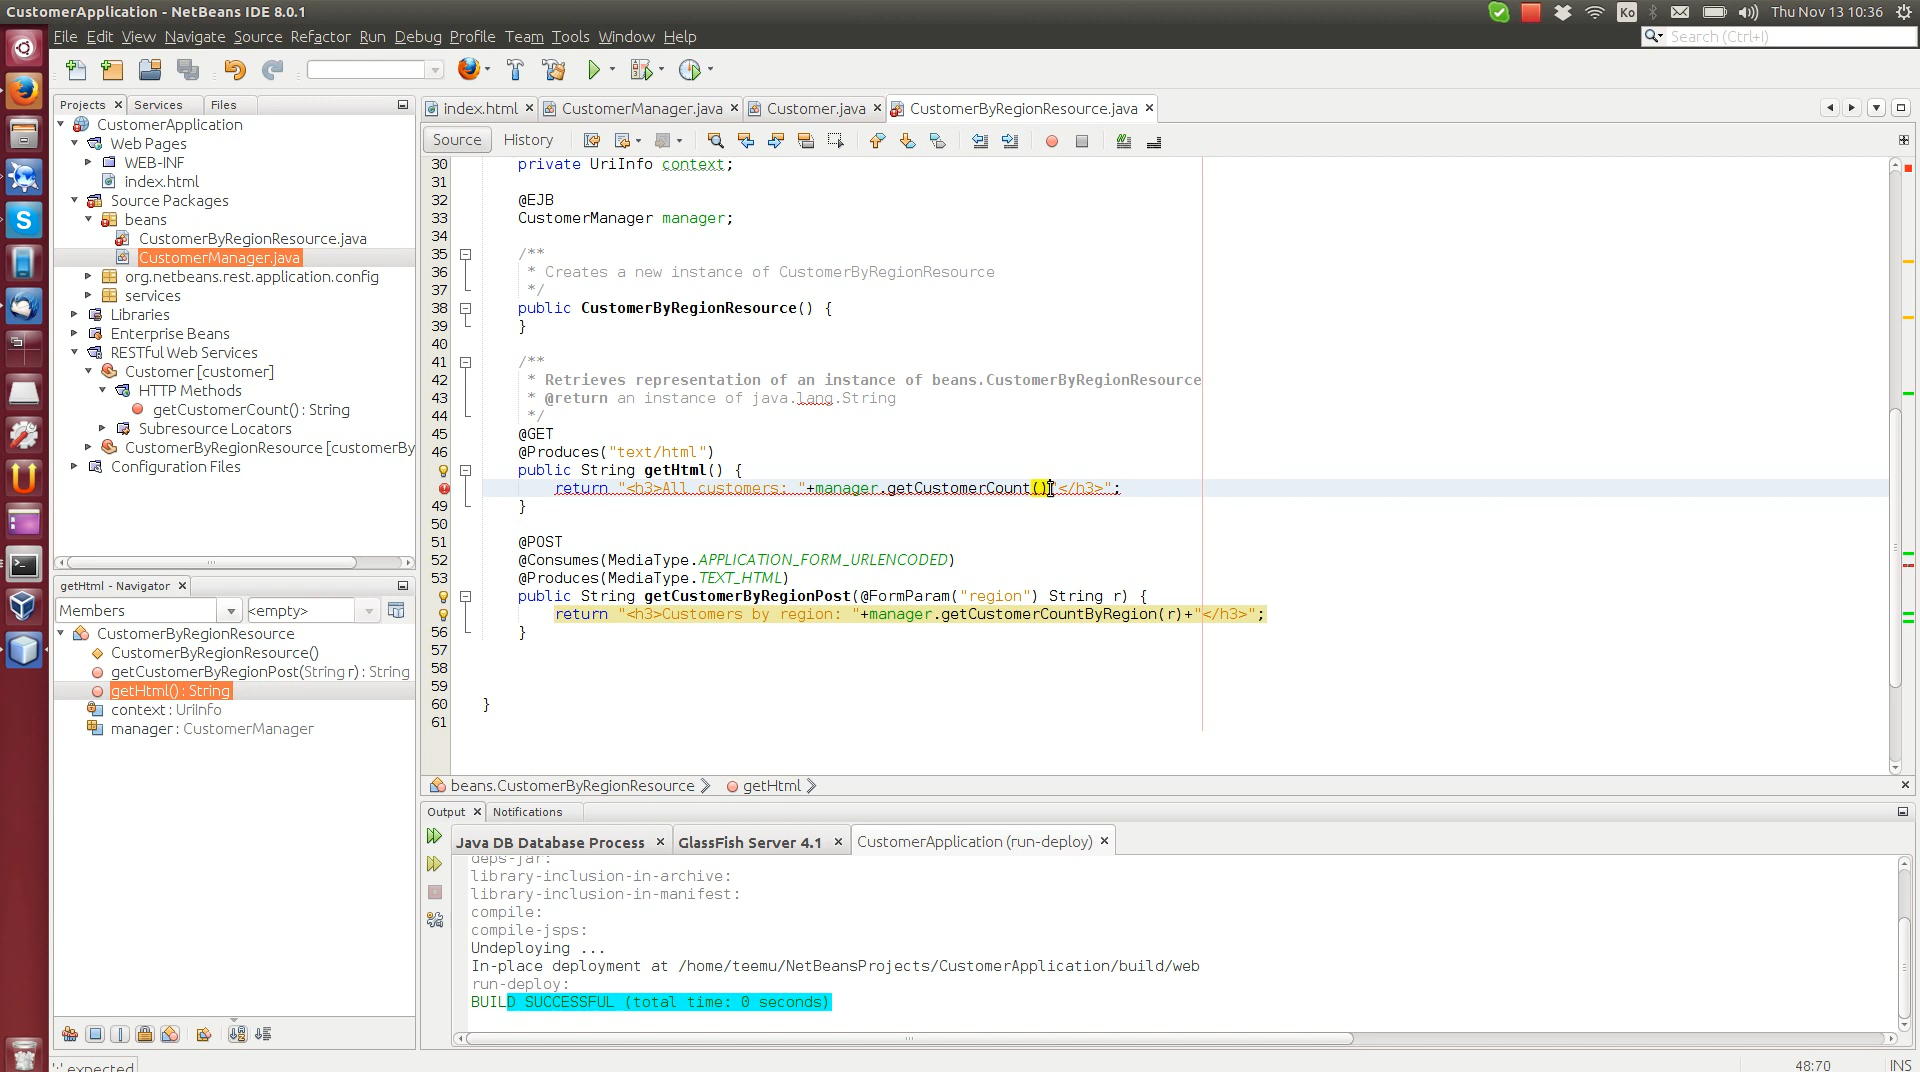 CustomerApplication - NetBeans IDE 8.0.1
Ko
Thu Nov 13 10:36
File Edit View Navigate Source Refactor Run Debug Profile Team Tools Window Help
Search (Ctrl+I)
Projects Services Files
index.html CustomerManager.java Customer.java CustomerByRegionResource.java
Source History
CustomerApplication
Web Pages
WEB-INF
index.html
Source Packages
beans
CustomerByRegionResource.java
CustomerManager.java
org.netbeans.rest.application.config
services
Libraries
Enterprise Beans
RESTful Web Services
Customer [customer]
HTTP Methods
getCustomerCount() : String
Subresource Locators
CustomerByRegionResource [customerBy
Configuration Files
30 private UriInfo context;
31
32 @EJB
33 CustomerManager manager;
34
35 /**
36 * Creates a new instance of CustomerByRegionResource
37 */
38 public CustomerByRegionResource() {
39 }
40
41 /**
42 * Retrieves representation of an instance of beans.CustomerByRegionResource
43 * @return an instance of java.lang.String
44 */
45 @GET
46 @Produces("text/html")
public String getHtml() {
return "<h3>All customers: "+manager.getCustomerCount()"</h3>";
49 }
50
51 @POST
52 @Consumes(MediaType.APPLICATION_FORM_URLENCODED)
53 @Produces(MediaType.TEXT_HTML)
public String getCustomerByRegionPost(@FormParam("region") String r) {
return "<h3>Customers by region: "+manager.getCustomerCountByRegion(r)+"</h3>";
56 }
57
58
59
60 }
61
getHtml - Navigator
Members <empty>
CustomerByRegionResource
CustomerByRegionResource()
getCustomerByRegionPost(String r) : String
getHtml() : String
context : UriInfo
manager : CustomerManager
beans.CustomerByRegionResource getHtml
Output Notifications
Java DB Database Process GlassFish Server 4.1 CustomerApplication (run-deploy)
deps-jar:
library-inclusion-in-archive:
library-inclusion-in-manifest:
compile:
compile-jsps:
Undeploying ...
In-place deployment at /home/teemu/NetBeansProjects/CustomerApplication/build/web
run-deploy:
BUILD SUCCESSFUL (total time: 0 seconds)
';' expected
48:70 INS